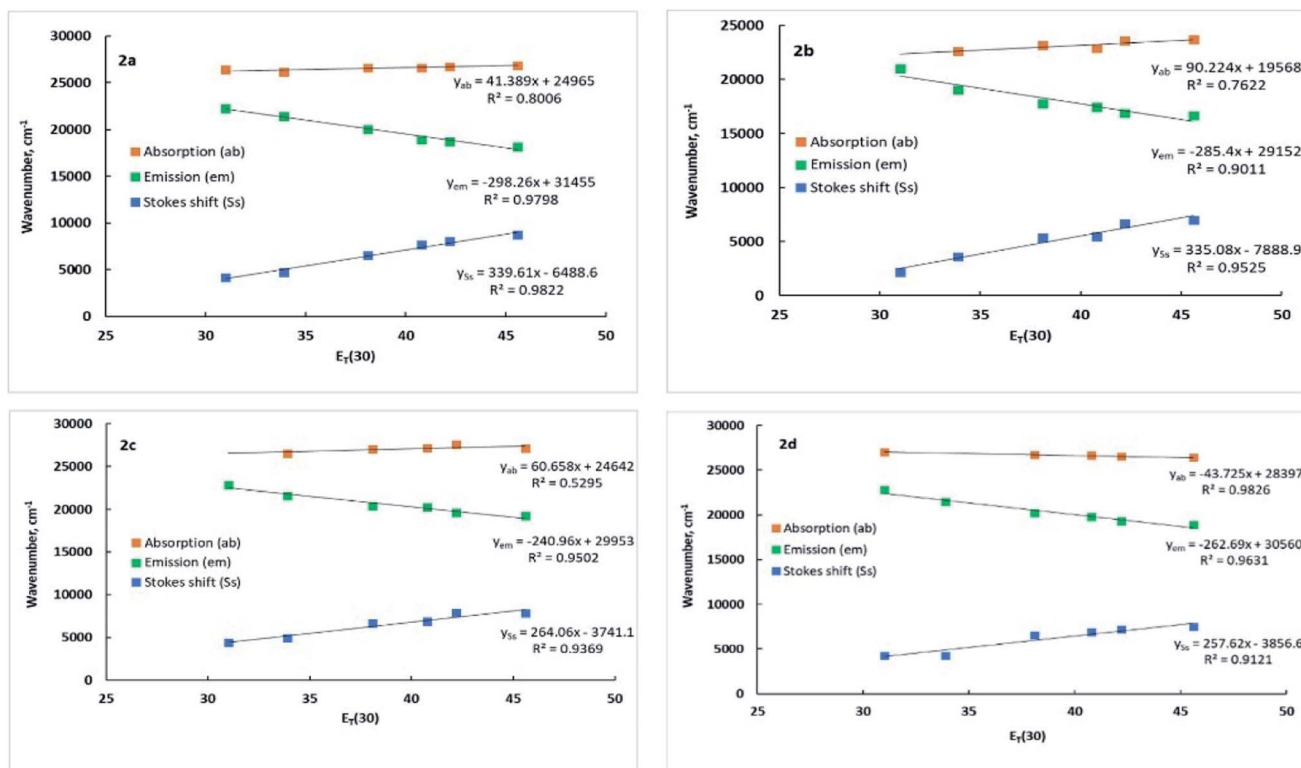 2a
30000
25000
20000
15000
10000
5000
0
Wavenumber, cm⁻¹
Absorption (ab)
Emission (em)
Stokes shift (Ss)
y_ab = 41.389x + 24965
R² = 0.8006
y_em = -298.26x + 31455
R² = 0.9798
y_Ss = 339.61x - 6488.6
R² = 0.9822
25 30 35 40 45 50
E_T(30)
2b
25000
20000
15000
10000
5000
0
Wavenumber, cm⁻¹
Absorption (ab)
Emission (em)
Stokes shift (Ss)
y_ab = 90.224x + 19568
R² = 0.7622
y_em = -285.4x + 29152
R² = 0.9011
y_Ss = 335.08x - 7888.9
R² = 0.9525
25 30 35 40 45 50
E_T(30)
2c
30000
25000
20000
15000
10000
5000
0
Wavenumber, cm⁻¹
Absorption (ab)
Emission (em)
Stokes shift (Ss)
y_ab = 60.658x + 24642
R² = 0.5295
y_em = -240.96x + 29953
R² = 0.9502
y_Ss = 264.06x - 3741.1
R² = 0.9369
25 30 35 40 45 50
E_T(30)
2d
30000
25000
20000
15000
10000
5000
0
Wavenumber, cm⁻¹
Absorption (ab)
Emission (em)
Stokes shift (Ss)
y_ab = -43.725x + 28397
R² = 0.9826
y_em = -262.69x + 30560
R² = 0.9631
y_Ss = 257.62x - 3856.6
R² = 0.9121
25 30 35 40 45 50
E_T(30)